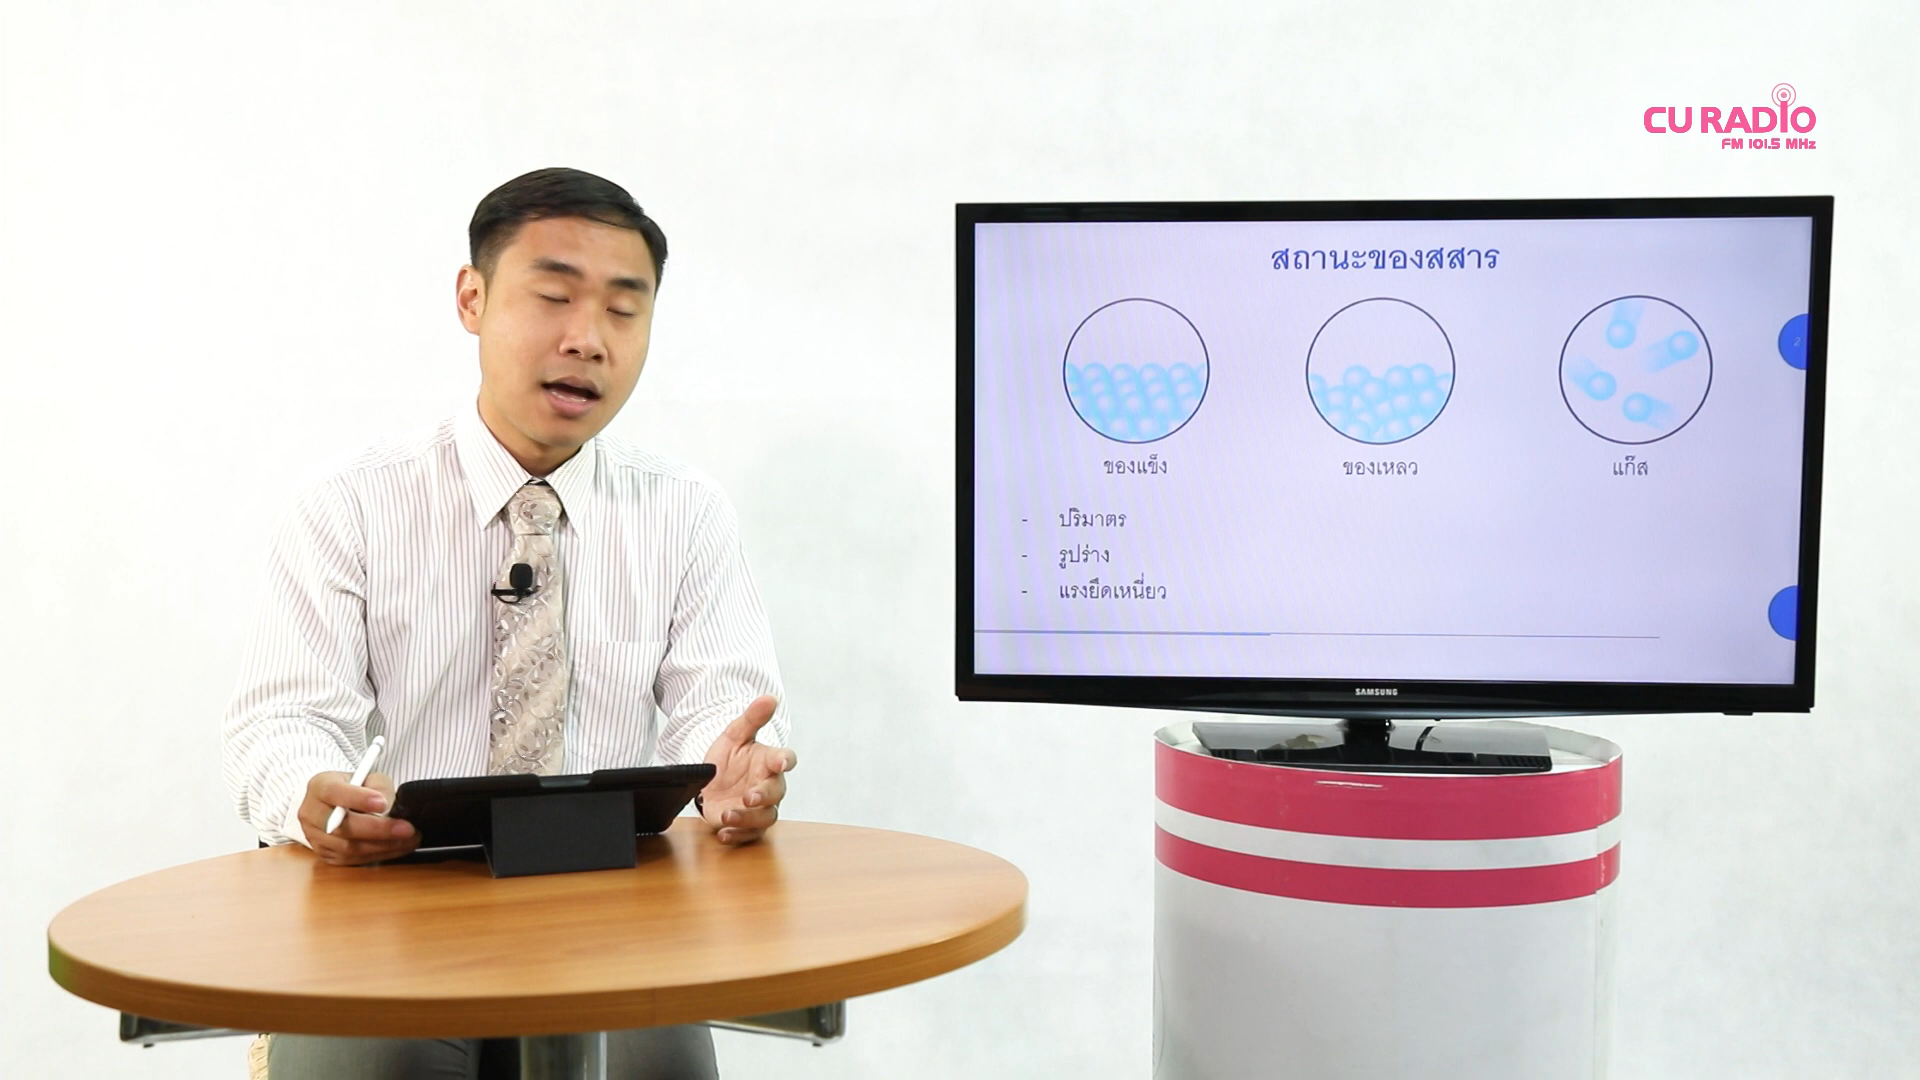 CU RADIO
FM 101.5 MHz
สถานะของสสาร
2
ของแข็ง
ของเหลว
แก๊ส
- ปริมาตร
- รูปร่าง
- แรงยึดเหนี่ยว
SAMSUNG